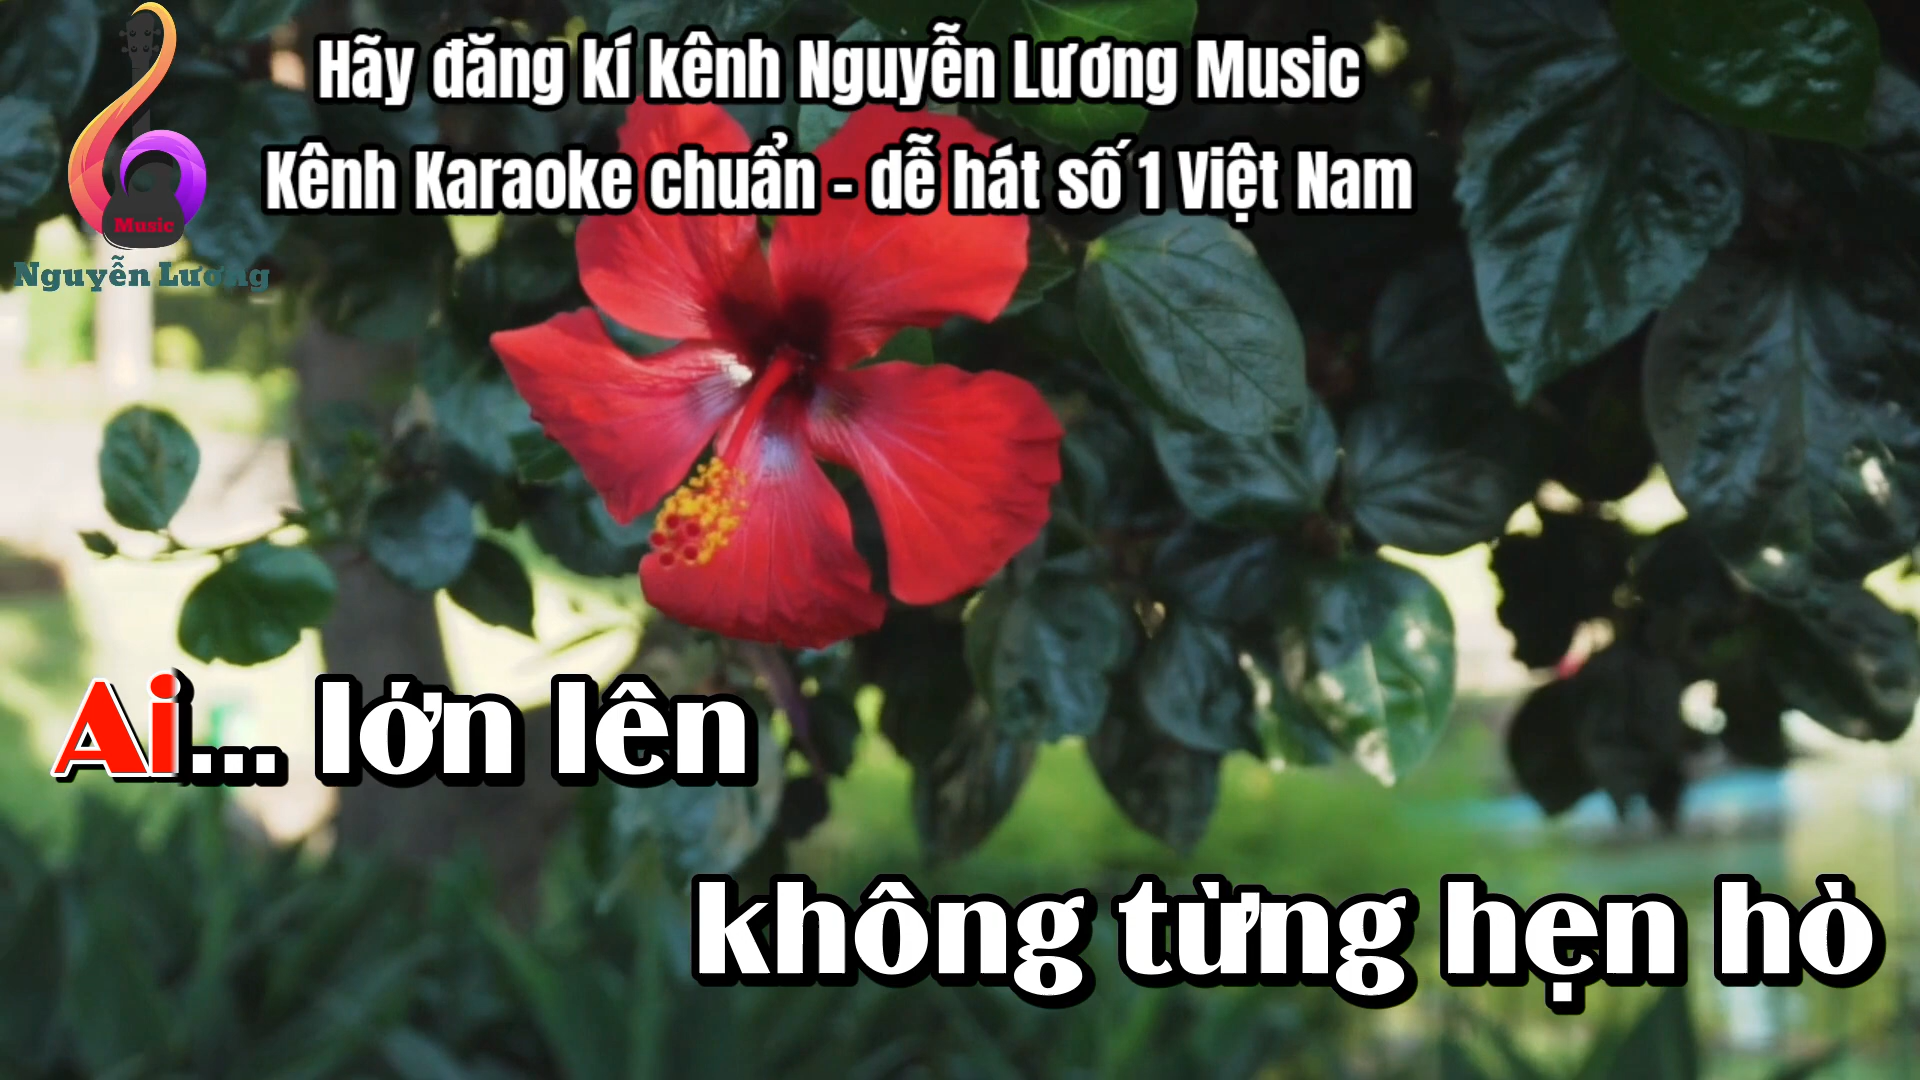 Hãy đăng kí kênh Nguyễn Lương Music
Kênh Karaoke chuẩn - dễ hát số 1 Việt Nam
Music
Nguyễn Lương
Ai... lớn lên
không từng hẹn hò